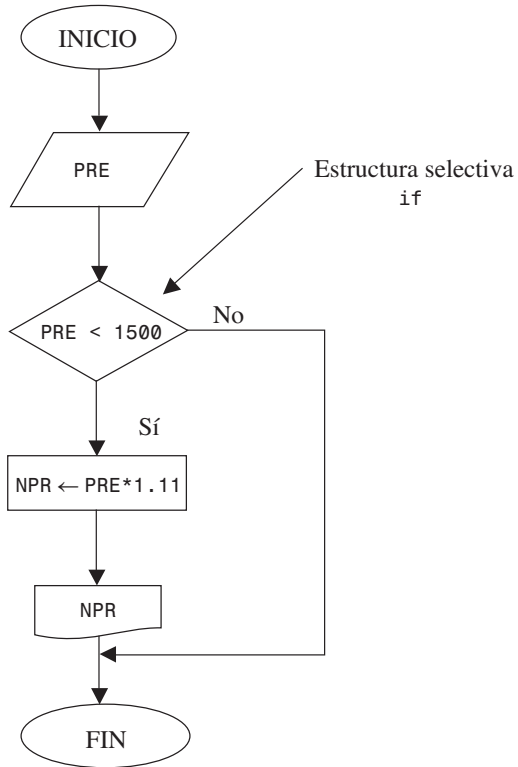 INICIO
PRE
Estructura selectiva
if
PRE < 1500
No
Sí
NPR ← PRE*1.11
NPR
FIN